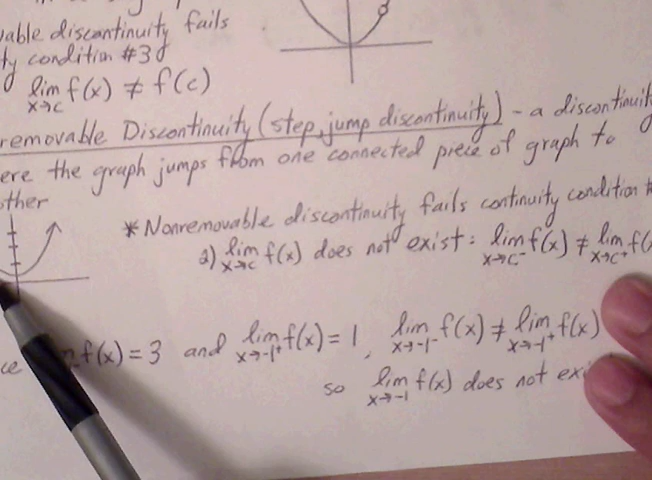 vable discontinuity fails
ty condition #3
lim f(x) ≠ f(c)
x→c
removable Discontinuity (step, jump discontinuity) - a discontinuity
ere the graph jumps from one connected piece of graph to
other
*Nonremovable discontinuity fails continuity condition #
2) lim f(x) does not exist: lim f(x) ≠ lim f(x
x→c x→c⁻ x→c⁺
ce f(x) = 3 and lim f(x) = 1, lim f(x) ≠ lim f(x)
x→-1⁺ x→-1⁻ x→-1⁺
so lim f(x) does not exi
x→-1